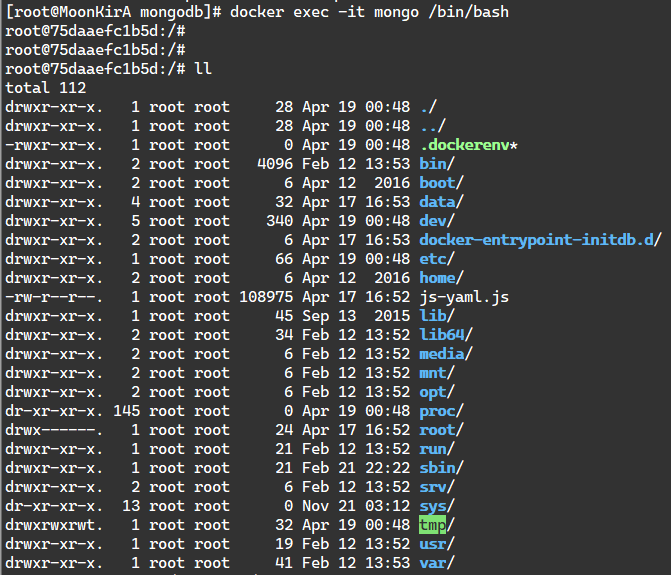 [root@MoonKirA mongodb]# docker exec -it mongo /bin/bash
root@75daaefc1b5d:/#
root@75daaefc1b5d:/#
root@75daaefc1b5d:/# ll
total 112
drwxr-xr-x.   1 root root     28 Apr 19 00:48 ./
drwxr-xr-x.   1 root root     28 Apr 19 00:48 ../
-rwxr-xr-x.   1 root root      0 Apr 19 00:48 .dockerenv*
drwxr-xr-x.   2 root root   4096 Feb 12 13:53 bin/
drwxr-xr-x.   2 root root      6 Apr 12  2016 boot/
drwxr-xr-x.   4 root root     32 Apr 17 16:53 data/
drwxr-xr-x.   5 root root    340 Apr 19 00:48 dev/
drwxr-xr-x.   2 root root      6 Apr 17 16:53 docker-entrypoint-initdb.d/
drwxr-xr-x.   1 root root     66 Apr 19 00:48 etc/
drwxr-xr-x.   2 root root      6 Apr 12  2016 home/
-rw-r--r--.   1 root root 108975 Apr 17 16:52 js-yaml.js
drwxr-xr-x.   1 root root     45 Sep 13  2015 lib/
drwxr-xr-x.   2 root root     34 Feb 12 13:52 lib64/
drwxr-xr-x.   2 root root      6 Feb 12 13:52 media/
drwxr-xr-x.   2 root root      6 Feb 12 13:52 mnt/
drwxr-xr-x.   2 root root      6 Feb 12 13:52 opt/
dr-xr-xr-x. 145 root root      0 Apr 19 00:48 proc/
drwx------.   1 root root     24 Apr 17 16:52 root/
drwxr-xr-x.   1 root root     21 Feb 12 13:52 run/
drwxr-xr-x.   1 root root     21 Feb 21 22:22 sbin/
drwxr-xr-x.   2 root root      6 Feb 12 13:52 srv/
dr-xr-xr-x.  13 root root      0 Nov 21 03:12 sys/
drwxrwxrwt.   1 root root     32 Apr 19 00:48 tmp/
drwxr-xr-x.   1 root root     19 Feb 12 13:52 usr/
drwxr-xr-x.   1 root root     41 Feb 12 13:53 var/